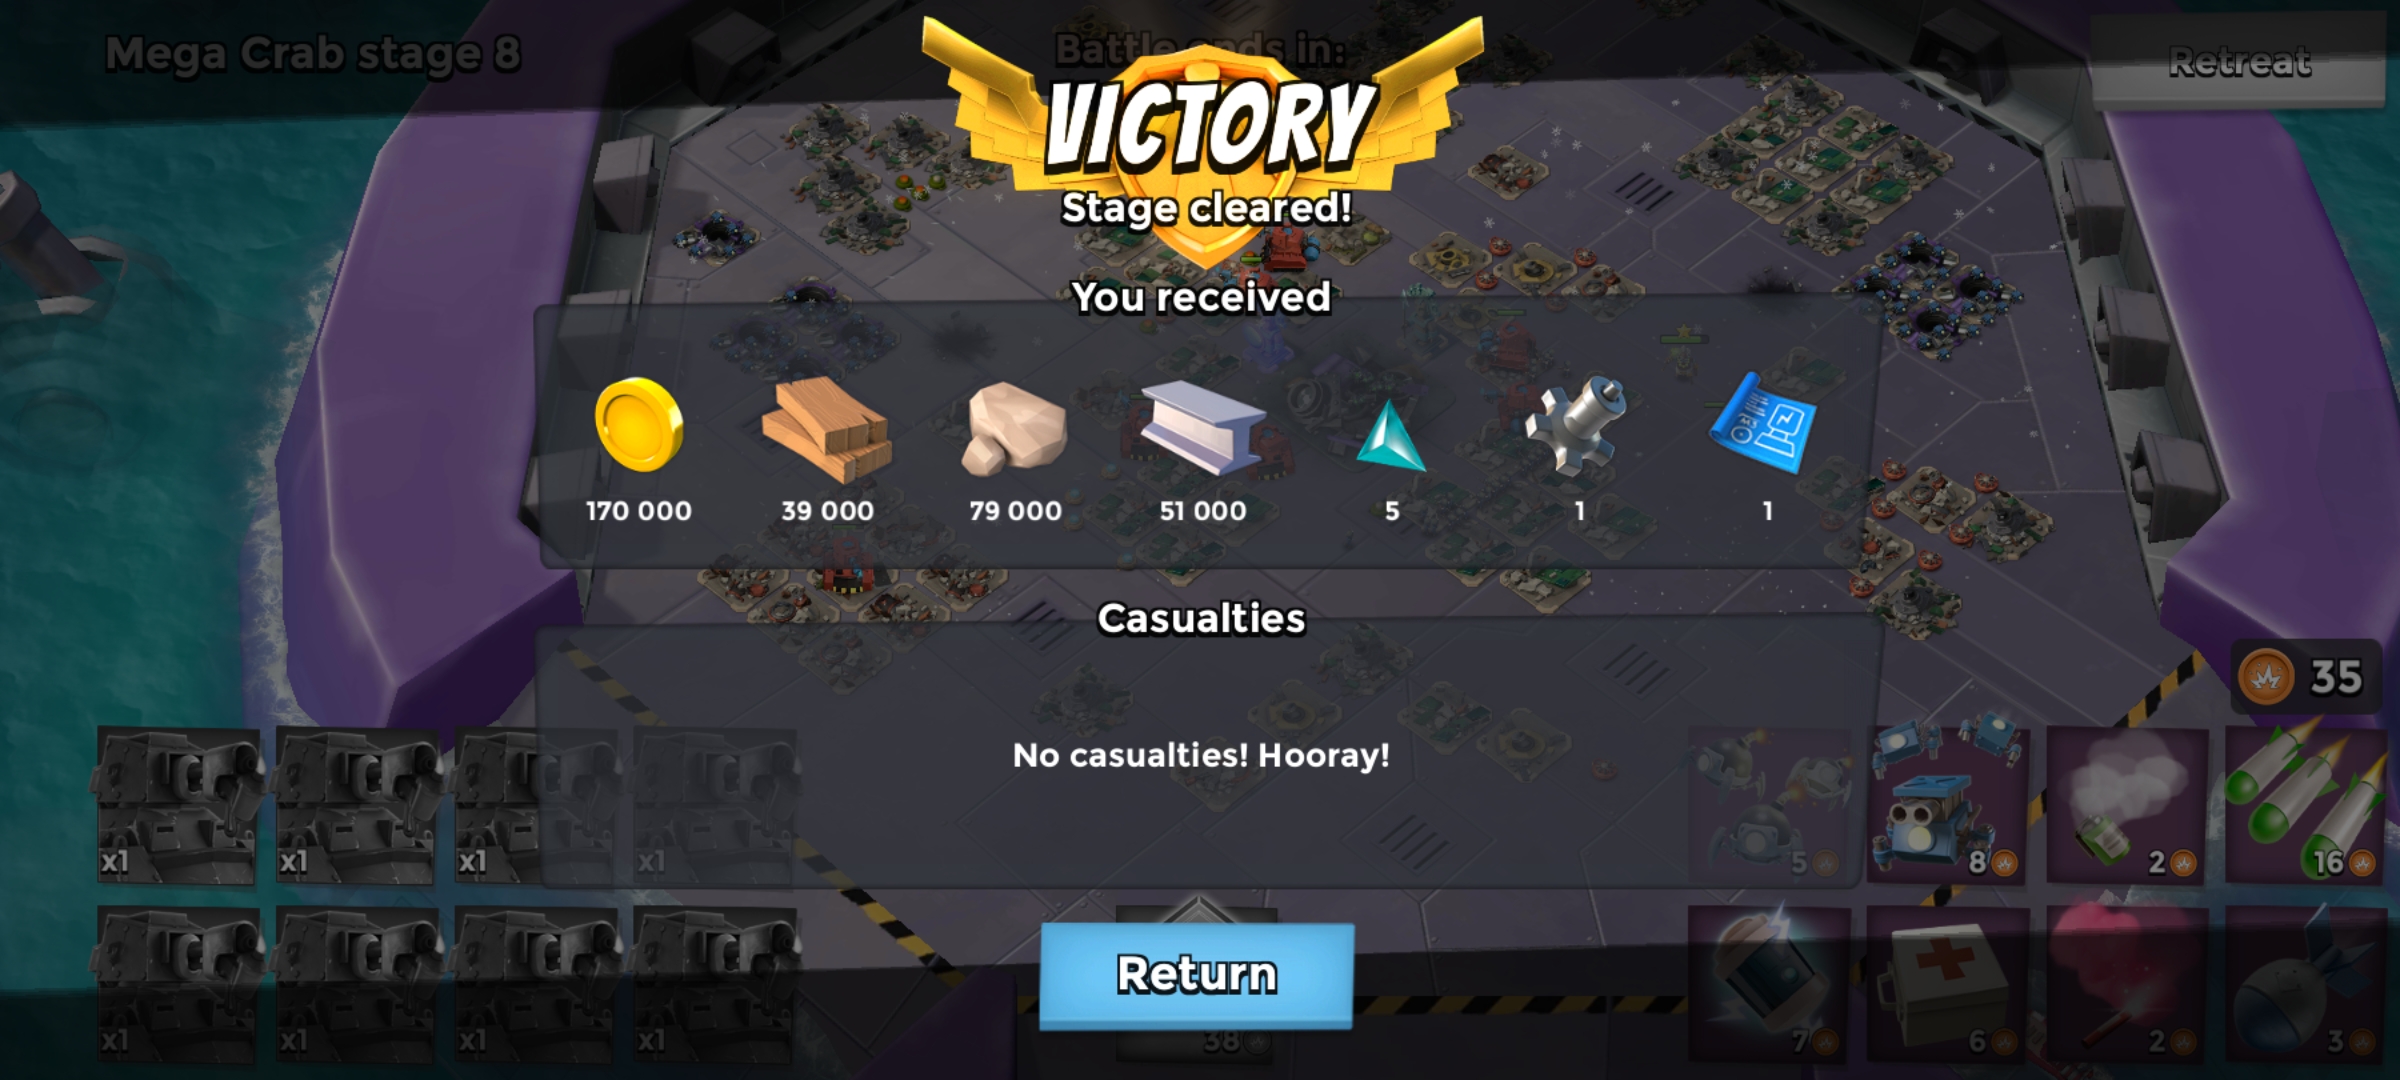 Mega Crab stage 8
Battle ends in:
Retreat
VICTORY
Stage cleared!
You received
170 000
39 000
79 000
51 000
5
1
1
Casualties
No casualties! Hooray!
35
x1
x1
x1
x1
5
8
2
16
Return
x1
x1
x1
x1
38
7
6
2
3